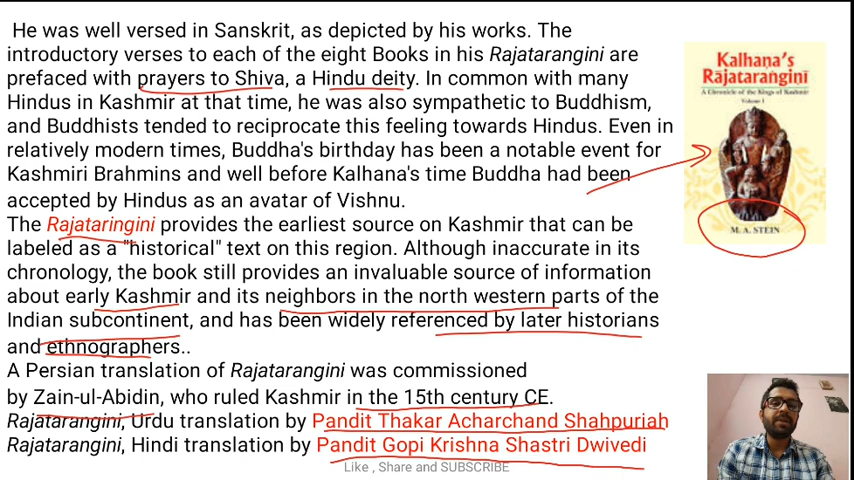 He was well versed in Sanskrit, as depicted by his works. The
introductory verses to each of the eight Books in his Rajatarangini are
prefaced with prayers to Shiva, a Hindu deity. In common with many
Hindus in Kashmir at that time, he was also sympathetic to Buddhism,
and Buddhists tended to reciprocate this feeling towards Hindus. Even in
relatively modern times, Buddha's birthday has been a notable event for
Kashmiri Brahmins and well before Kalhana's time Buddha had been
accepted by Hindus as an avatar of Vishnu.
The Rajataringini provides the earliest source on Kashmir that can be
labeled as a "historical" text on this region. Although inaccurate in its
chronology, the book still provides an invaluable source of information
about early Kashmir and its neighbors in the north western parts of the
Indian subcontinent, and has been widely referenced by later historians
and ethnographers..
A Persian translation of Rajatarangini was commissioned
by Zain-ul-Abidin, who ruled Kashmir in the 15th century CE.
Rajatarangini, Urdu translation by Pandit Thakar Acharchand Shahpuriah
Rajatarangini, Hindi translation by Pandit Gopi Krishna Shastri Dwivedi
Like , Share and SUBSCRIBE
Kalhaṇa's
Rājataraṅgiṇī
A Chronicle of the Kings of Kashmir
Volume I
M. A. STEIN